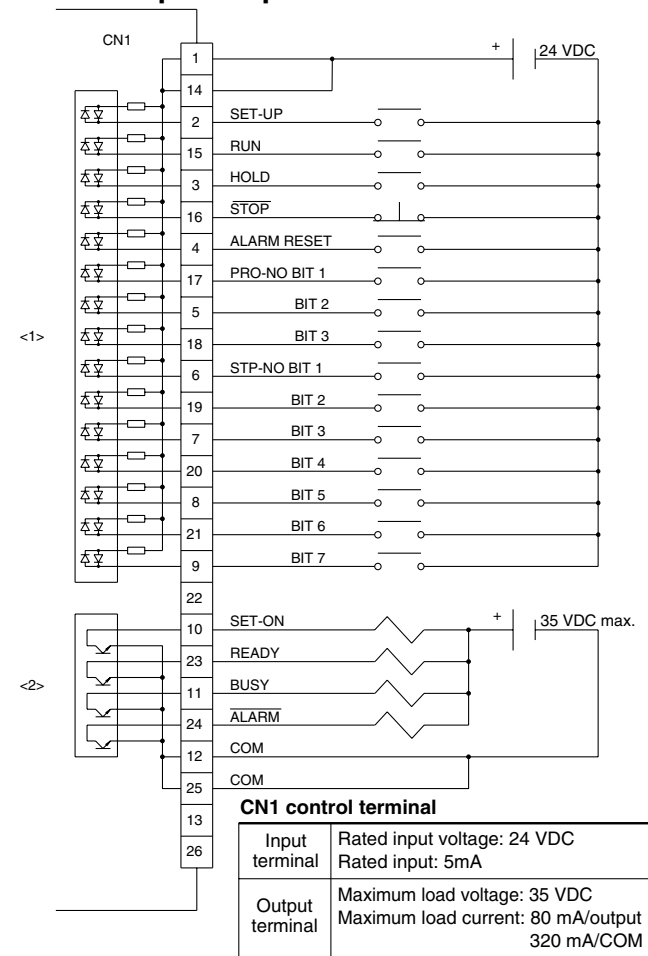 CN1
1
+
24 VDC
14
2
SET-UP
15
RUN
3
HOLD
16
STOP
4
ALARM RESET
17
PRO-NO BIT 1
5
BIT 2
<1>
18
BIT 3
6
STP-NO BIT 1
19
BIT 2
7
BIT 3
20
BIT 4
8
BIT 5
21
BIT 6
9
BIT 7
22
10
SET-ON
+
35 VDC max.
23
READY
<2>
11
BUSY
24
ALARM
12
COM
25
COM
13
26
CN1 control terminal
Input terminal
Rated input voltage: 24 VDC
Rated input: 5mA
Output terminal
Maximum load voltage: 35 VDC
Maximum load current: 80 mA/output
320 mA/COM